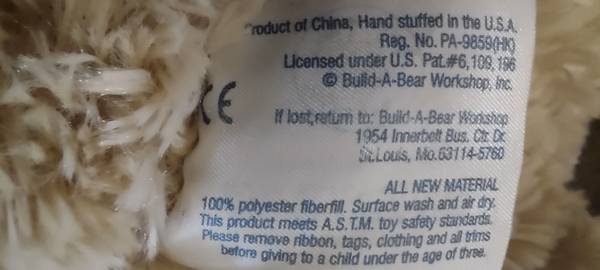 roduct of China, Hand stuffed in the U.S.A.
Reg. No. PA-9859(HK)
Licensed under U.S. Pat.#6,109,196
© Build-A-Bear Workshop, Inc.
CE
If lost, return to: Build-A-Bear Workshop
1954 Innerbelt Bus. Ctr. Dr.
St. Louis, Mo. 63114-5760
ALL NEW MATERIAL
100% polyester fiberfill. Surface wash and air dry.
This product meets A.S.T.M. toy safety standards.
Please remove ribbon, tags, clothing and all trims
before giving to a child under the age of three.